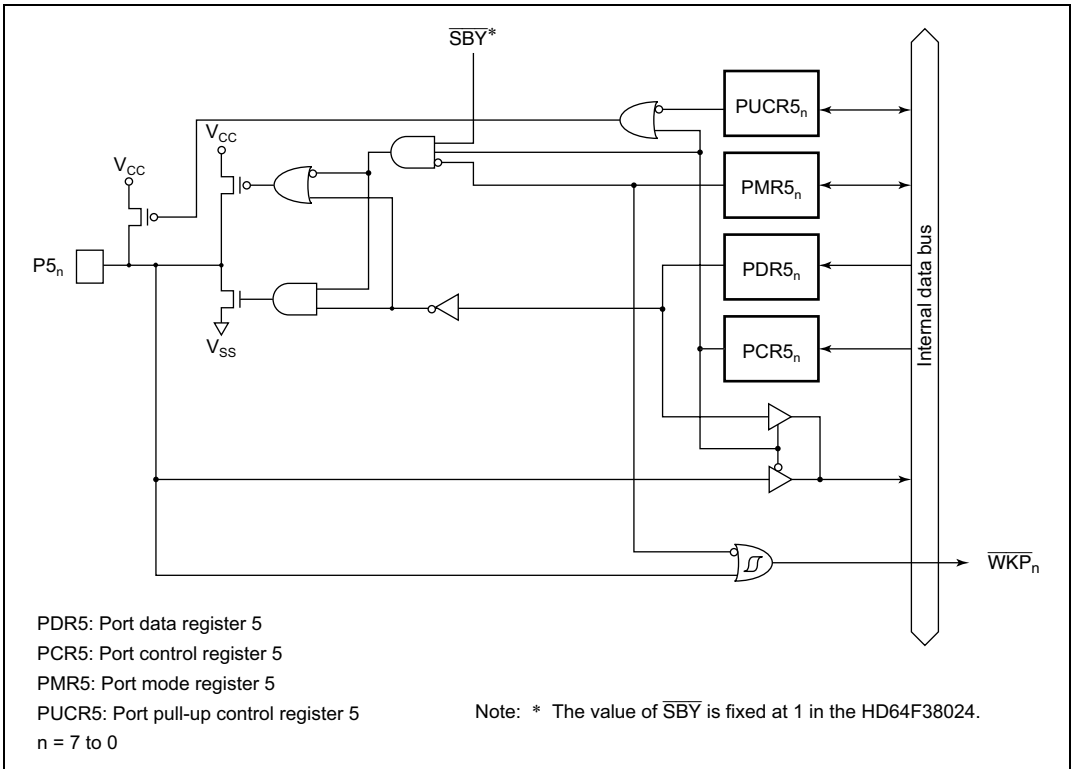 SBY*
PUCR5n
VCC
VCC
PMR5n
P5n
PDR5n
VSS
PCR5n
Internal data bus
WKPn
PDR5: Port data register 5
PCR5: Port control register 5
PMR5: Port mode register 5
PUCR5: Port pull-up control register 5
Note: * The value of SBY is fixed at 1 in the HD64F38024.
n = 7 to 0